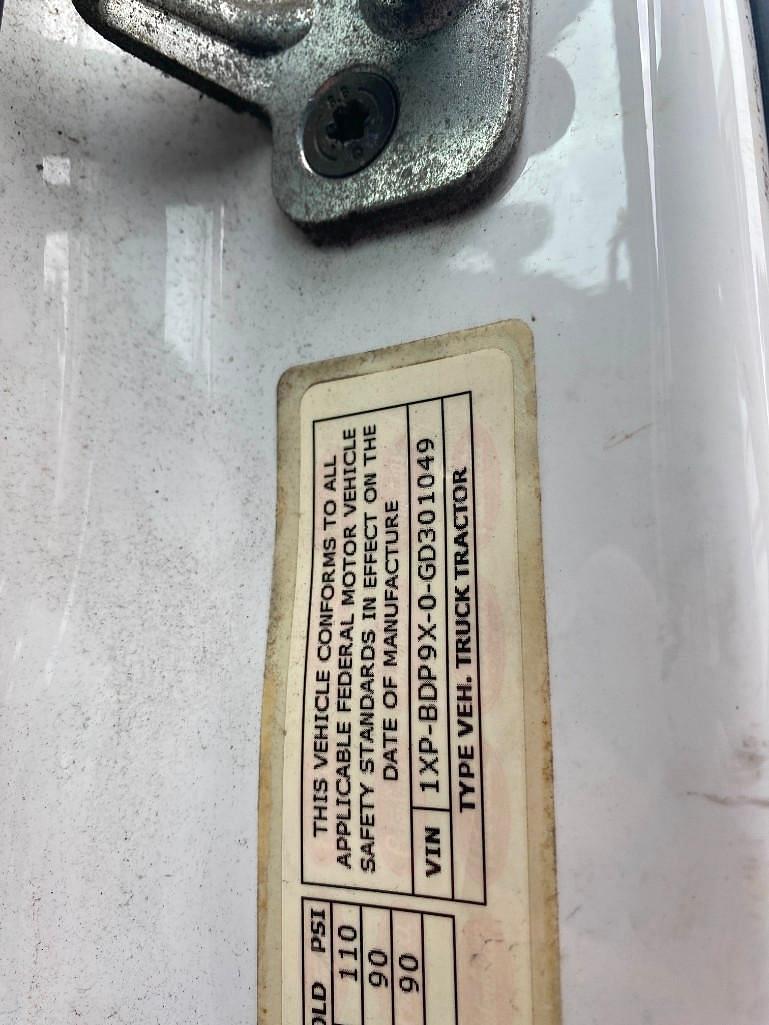 THIS VEHICLE CONFORMS TO ALL
APPLICABLE FEDERAL MOTOR VEHICLE
SAFETY STANDARDS IN EFFECT ON THE
DATE OF MANUFACTURE
VIN 1XP-BDP9X-0-GD301049
TYPE VEH. TRUCK TRACTOR
OLD PSI
110
90
90